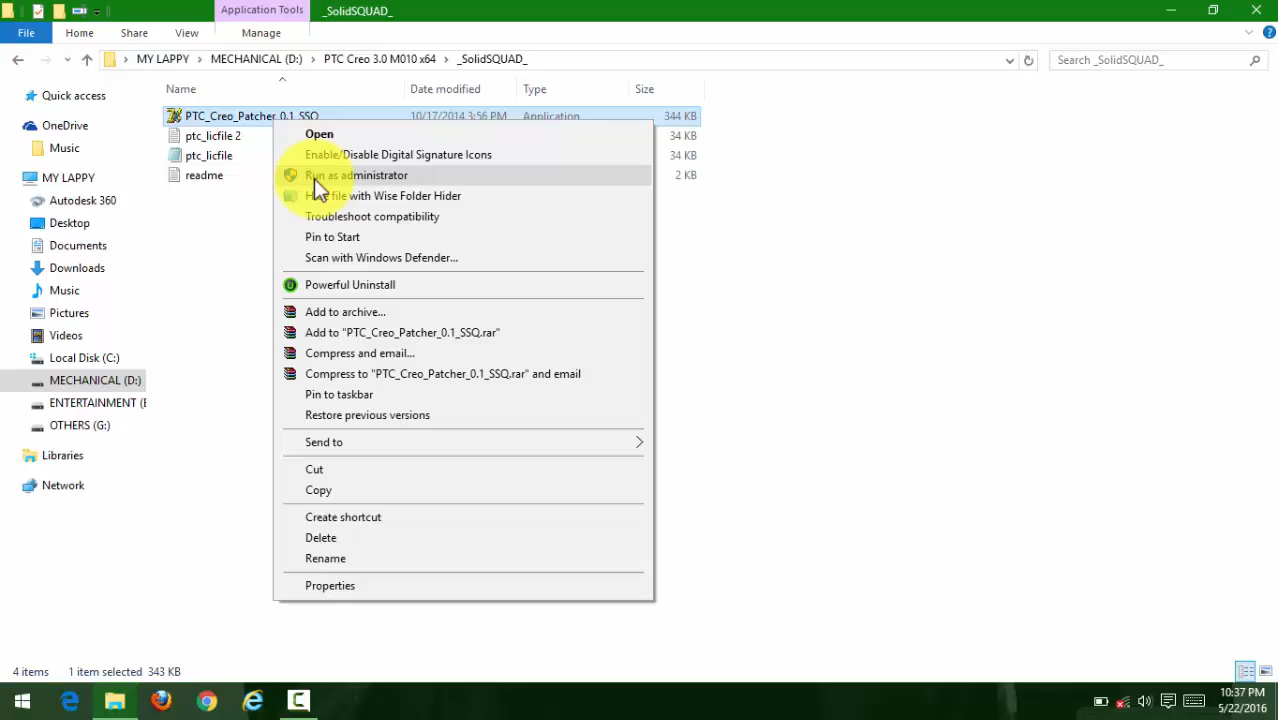 Application Tools
_SolidSQUAD_
File
Home
Share
View
Manage
MY LAPPY
MECHANICAL (D:)
PTC Creo 3.0 M010 x64
_SolidSQUAD_
Search _SolidSQUAD_
Name
Date modified
Type
Size
Quick access
OneDrive
Music
MY LAPPY
Autodesk 360
Desktop
Documents
Downloads
Music
Pictures
Videos
Local Disk (C:)
MECHANICAL (D:)
ENTERTAINMENT (E
OTHERS (G:)
Libraries
Network
PTC_Creo_Patcher_0.1_SSQ
10/17/2014 3:56 PM
Application
344 KB
ptc_licfile 2
34 KB
ptc_licfile
34 KB
readme
2 KB
Open
Enable/Disable Digital Signature Icons
Run as administrator
file with Wise Folder Hider
Troubleshoot compatibility
Pin to Start
Scan with Windows Defender...
Powerful Uninstall
Add to archive...
Add to "PTC_Creo_Patcher_0.1_SSQ.rar"
Compress and email...
Compress to "PTC_Creo_Patcher_0.1_SSQ.rar" and email
Pin to taskbar
Restore previous versions
Send to
Cut
Copy
Create shortcut
Delete
Rename
Properties
4 items
1 item selected 343 KB
10:37 PM
5/22/2016